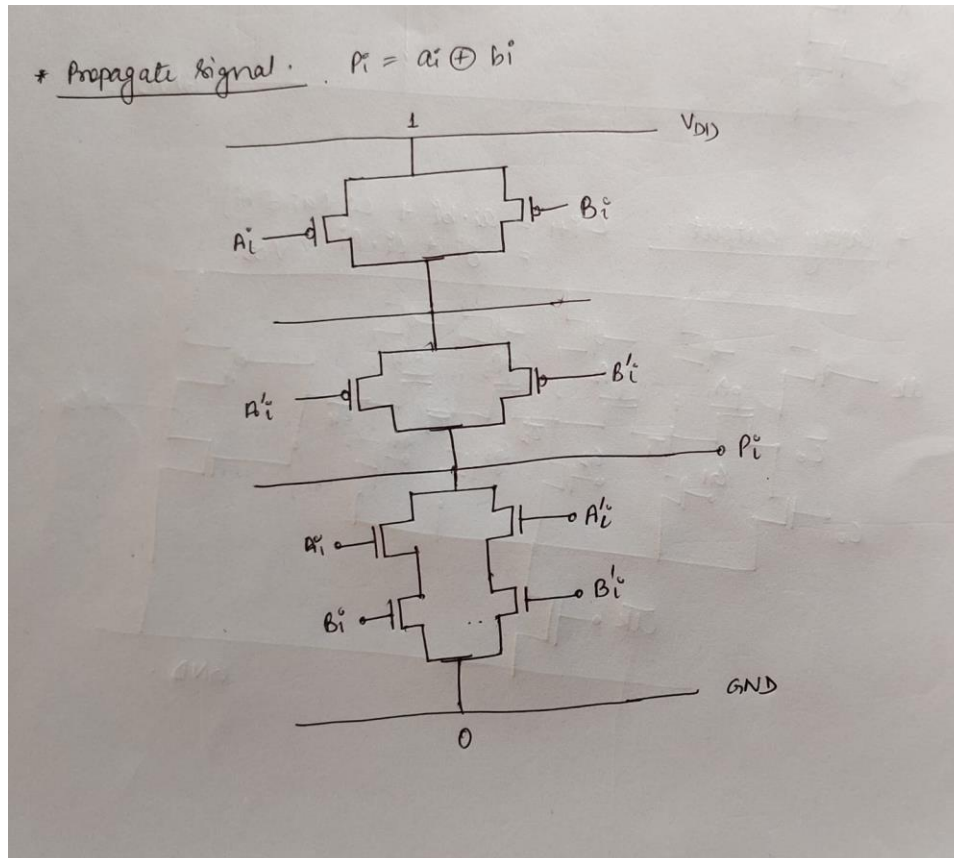 * Propagate signal. Pi = ai ⊕ bi
1
VDD
Ai
Bi
A'i
B'i
Pi
Ai
A'i
Bi
B'i
GND
0